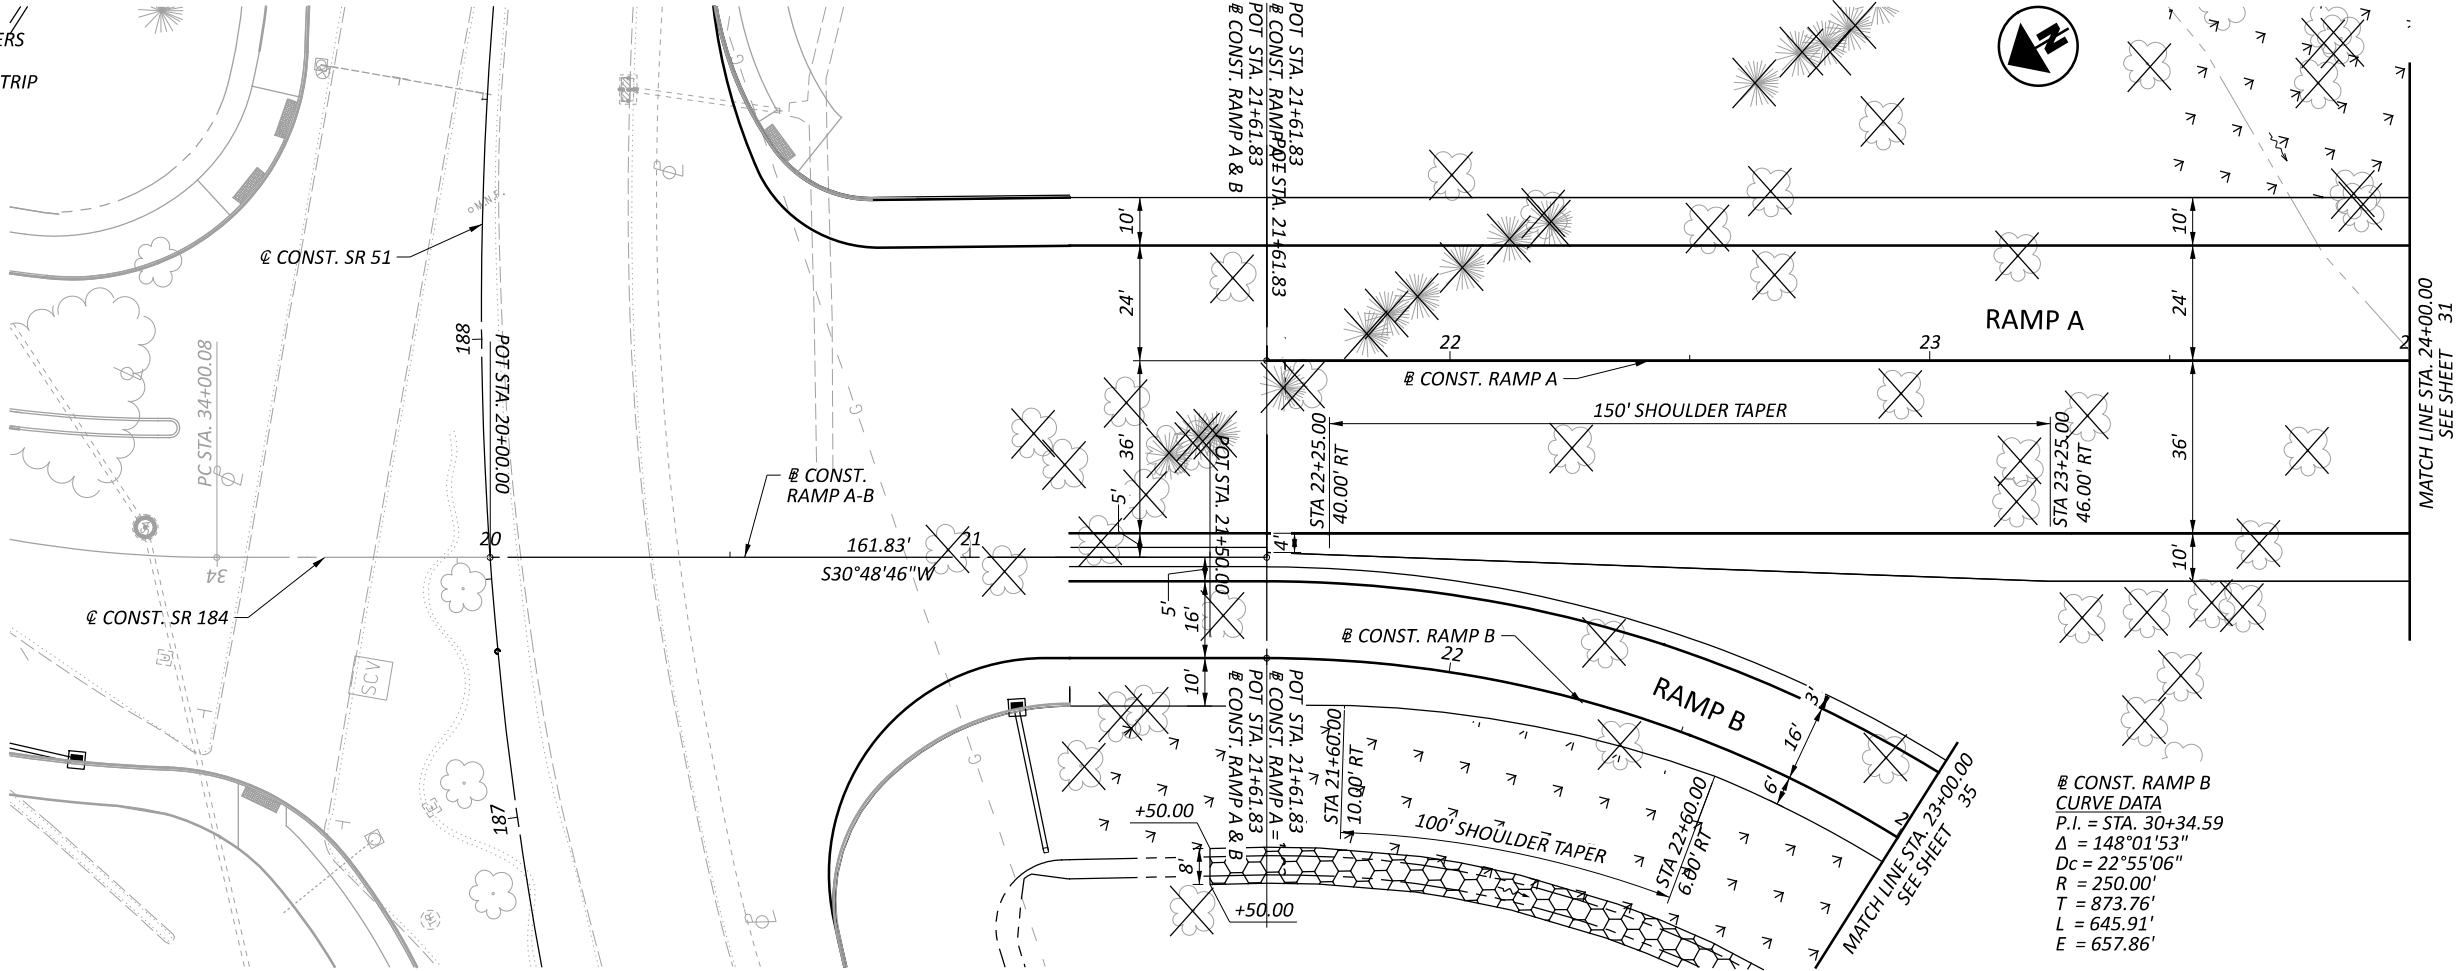 ERS
TRIP
℄ CONST. SR 51
188
POT STA. 20+00.00
PC STA. 34+00.08
34
℄ CONST. SR 184
SCV
187
20
21
161.83'
S30°48'46"W
ⴲ CONST.
RAMP A-B
G
G
G
POT STA. 21+61.83
B CONST. RAMP A =
POT STA. 21+61.83
B CONST. RAMP A & B
POT STA. 21+61.83
N
10'
24'
36'
5'
4'
5'
16'
10'
POT STA. 21+50.00
22
23
RAMP A
B CONST. RAMP A
150' SHOULDER TAPER
STA 22+25.00
40.00' RT
STA 23+25.00
46.00' RT
10'
24'
36'
10'
MATCH LINE STA. 24+00.00
SEE SHEET 31
B CONST. RAMP B
22
RAMP B
3'
16'
6'
POT STA. 21+61.83
B CONST. RAMP A =
POT STA. 21+61.83
B CONST. RAMP A & B
STA 21+60.00
10.00' RT
100' SHOULDER TAPER
STA 22+60.00
6.00' RT
+50.00
8'
+50.00
MATCH LINE STA. 23+00.00
SEE SHEET 35
B CONST. RAMP B
CURVE DATA
P.I. = STA. 30+34.59
Δ = 148°01'53"
Dc = 22°55'06"
R = 250.00'
T = 873.76'
L = 645.91'
E = 657.86'